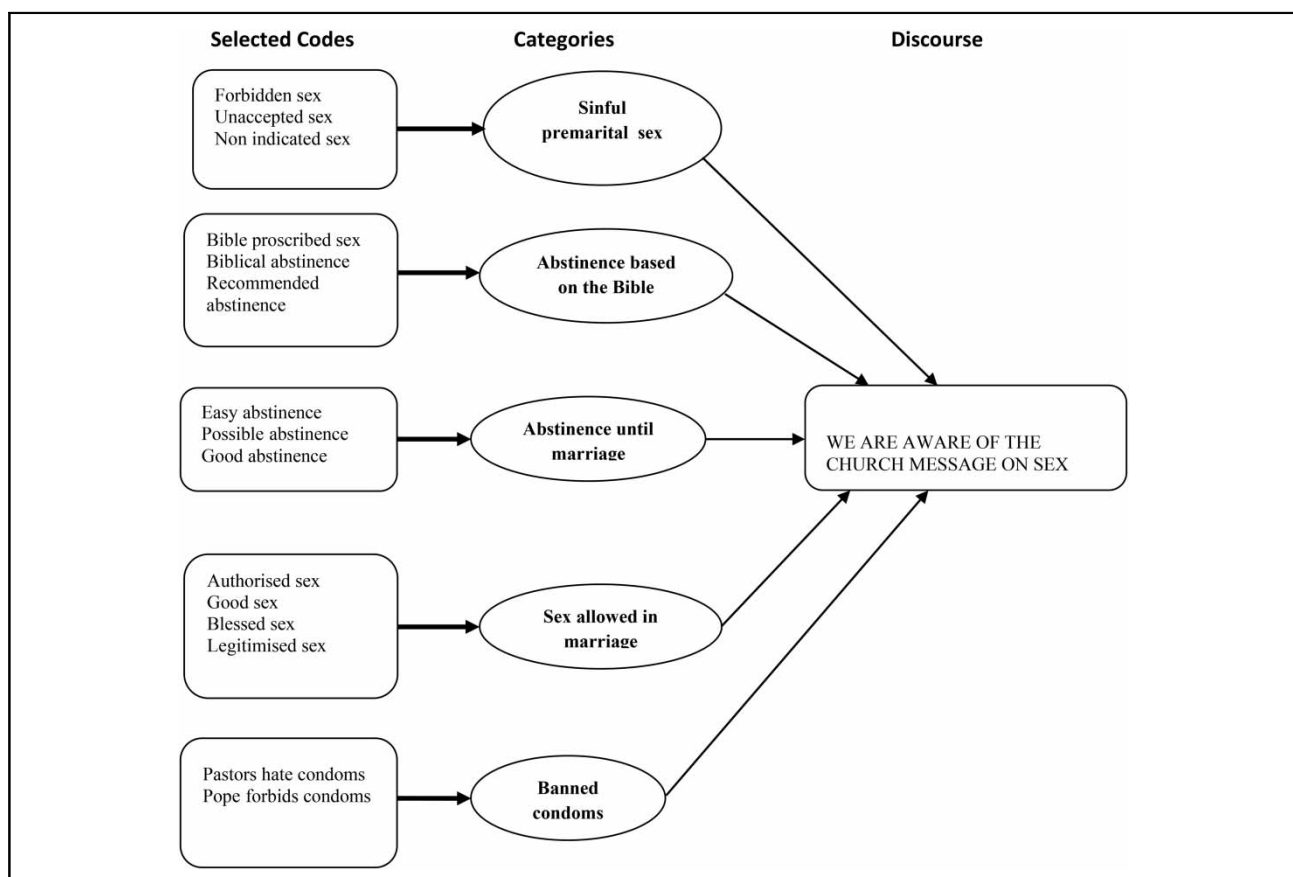 Selected Codes
Categories
Discourse
Forbidden sex
Unaccepted sex
Non indicated sex
Sinful
premarital sex
Bible proscribed sex
Biblical abstinence
Recommended
abstinence
Abstinence based
on the Bible
Easy abstinence
Possible abstinence
Good abstinence
Abstinence until
marriage
WE ARE AWARE OF THE
CHURCH MESSAGE ON SEX
Authorised sex
Good sex
Blessed sex
Legitimised sex
Sex allowed in
marriage
Pastors hate condoms
Pope forbids condoms
Banned
condoms